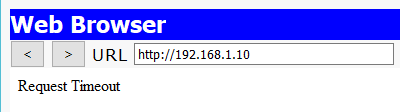 Web Browser
< > URL http://192.168.1.10
Request Timeout